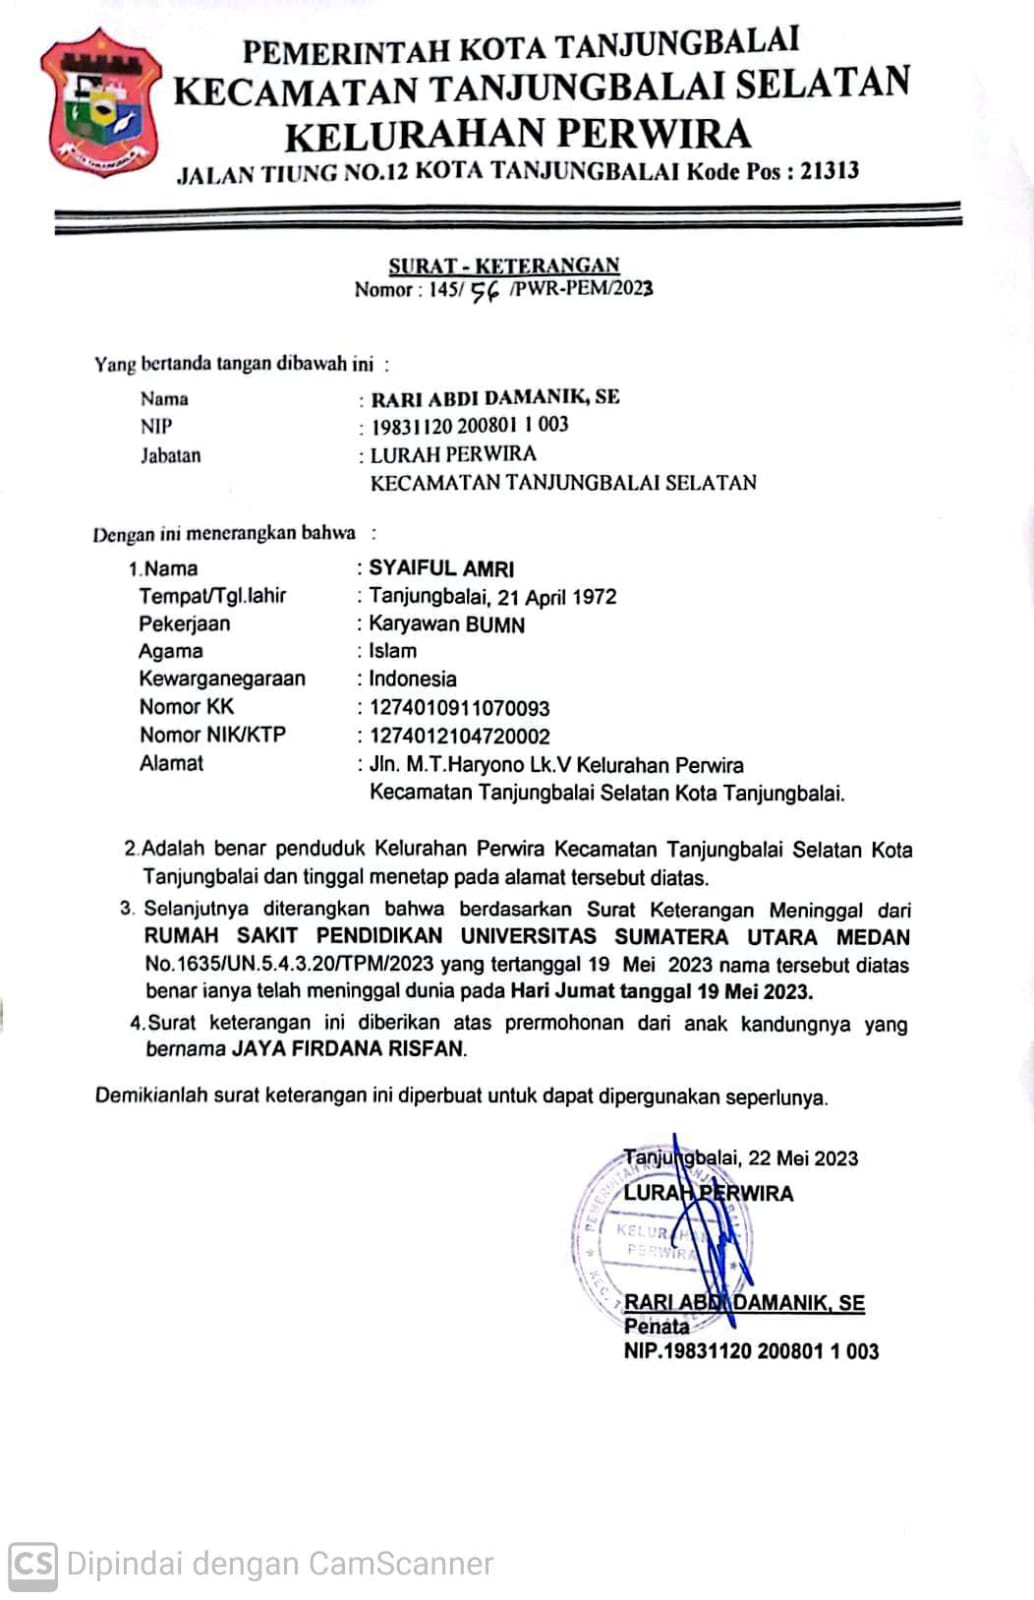 PEMERINTAH KOTA TANJUNGBALAI
KECAMATAN TANJUNGBALAI SELATAN
KELURAHAN PERWIRA
JALAN TIUNG NO.12 KOTA TANJUNGBALAI Kode Pos : 21313
SURAT - KETERANGAN
Nomor : 145/ 56 /PWR-PEM/2023
Yang bertanda tangan dibawah ini :
Nama : RARI ABDI DAMANIK, SE
NIP : 19831120 200801 1 003
Jabatan : LURAH PERWIRA
KECAMATAN TANJUNGBALAI SELATAN
Dengan ini menerangkan bahwa :
1.Nama : SYAIFUL AMRI
Tempat/Tgl.lahir : Tanjungbalai, 21 April 1972
Pekerjaan : Karyawan BUMN
Agama : Islam
Kewarganegaraan : Indonesia
Nomor KK : 1274010911070093
Nomor NIK/KTP : 1274012104720002
Alamat : Jln. M.T.Haryono Lk.V Kelurahan Perwira
Kecamatan Tanjungbalai Selatan Kota Tanjungbalai.
2.Adalah benar penduduk Kelurahan Perwira Kecamatan Tanjungbalai Selatan Kota
Tanjungbalai dan tinggal menetap pada alamat tersebut diatas.
3. Selanjutnya diterangkan bahwa berdasarkan Surat Keterangan Meninggal dari
RUMAH SAKIT PENDIDIKAN UNIVERSITAS SUMATERA UTARA MEDAN
No.1635/UN.5.4.3.20/TPM/2023 yang tertanggal 19 Mei 2023 nama tersebut diatas
benar ianya telah meninggal dunia pada Hari Jumat tanggal 19 Mei 2023.
4.Surat keterangan ini diberikan atas prermohonan dari anak kandungnya yang
bernama JAYA FIRDANA RISFAN.
Demikianlah surat keterangan ini diperbuat untuk dapat dipergunakan seperlunya.
Tanjungbalai, 22 Mei 2023
LURAH PERWIRA
KELURAHAN
PERWIRA
RARI ABDI DAMANIK, SE
Penata
NIP.19831120 200801 1 003
CS Dipindai dengan CamScanner